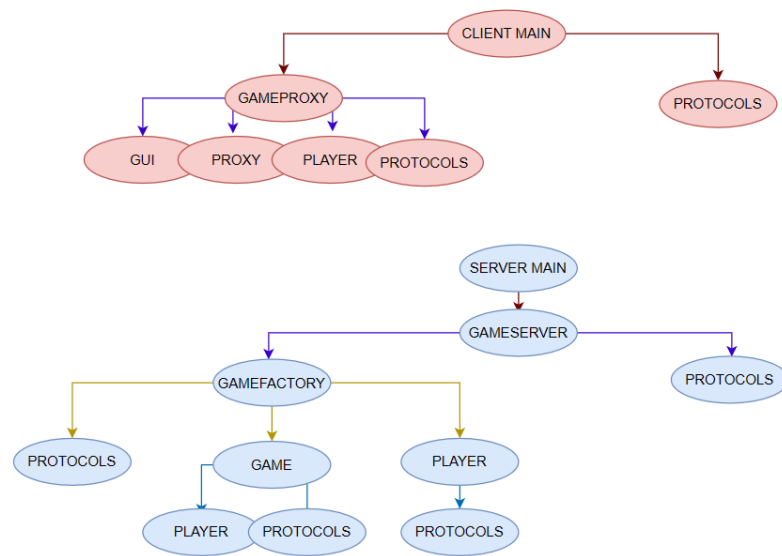 CLIENT MAIN
GAMEPROXY
PROTOCOLS
GUI
PROXY
PLAYER
PROTOCOLS
SERVER MAIN
GAMESERVER
GAMEFACTORY
PROTOCOLS
PROTOCOLS
GAME
PLAYER
PLAYER
PROTOCOLS
PROTOCOLS